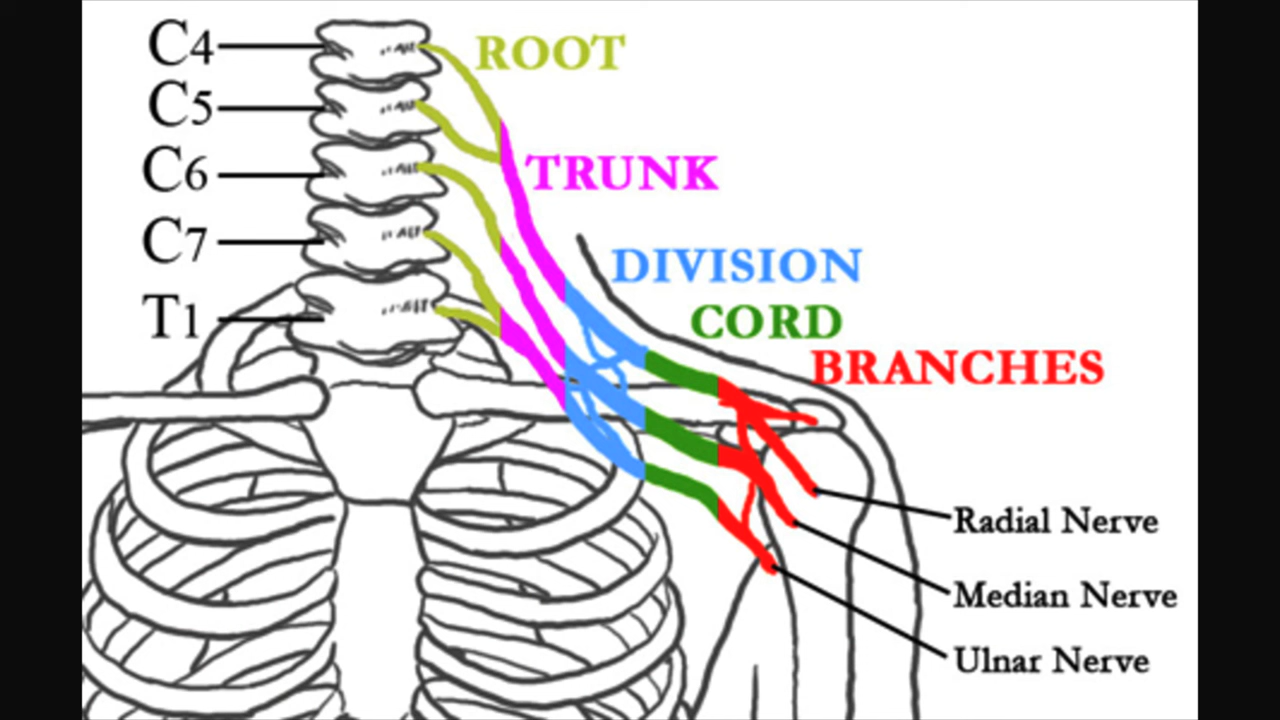 C4
ROOT
C5
C6
TRUNK
C7
DIVISION
T1
CORD
BRANCHES
Radial Nerve
Median Nerve
Ulnar Nerve